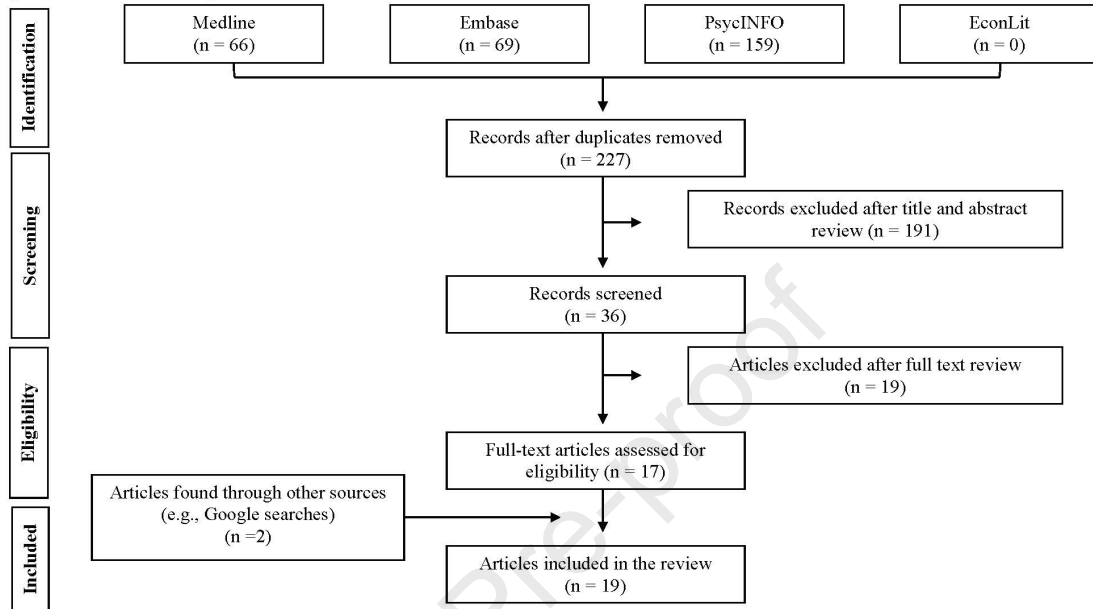 Identification
Medline
(n = 66)
Embase
(n = 69)
PsycINFO
(n = 159)
EconLit
(n = 0)
Records after duplicates removed
(n = 227)
Screening
Records excluded after title and abstract
review (n = 191)
Records screened
(n = 36)
Eligibility
Articles excluded after full text review
(n = 19)
Full-text articles assessed for
eligibility (n = 17)
Articles found through other sources
(e.g., Google searches)
(n =2)
Included
Articles included in the review
(n = 19)
Pre-proof